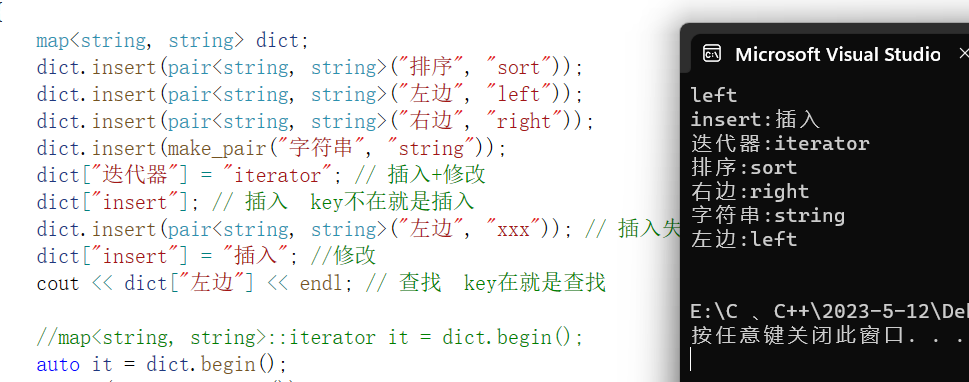 map<string, string> dict;
dict.insert(pair<string, string>("排序", "sort"));
dict.insert(pair<string, string>("左边", "left"));
dict.insert(pair<string, string>("右边", "right"));
dict.insert(make_pair("字符串", "string"));
dict["迭代器"] = "iterator"; // 插入+修改
dict["insert"]; // 插入  key不在就是插入
dict.insert(pair<string, string>("左边", "xxx")); // 插入失
dict["insert"] = "插入"; //修改
cout << dict["左边"] << endl; // 查找  key在就是查找
//map<string, string>::iterator it = dict.begin();
auto it = dict.begin();
Microsoft Visual Studio
left
insert:插入
迭代器:iterator
排序:sort
右边:right
字符串:string
左边:left
E:\C 、C++\2023-5-12\De
按任意键关闭此窗口. . .